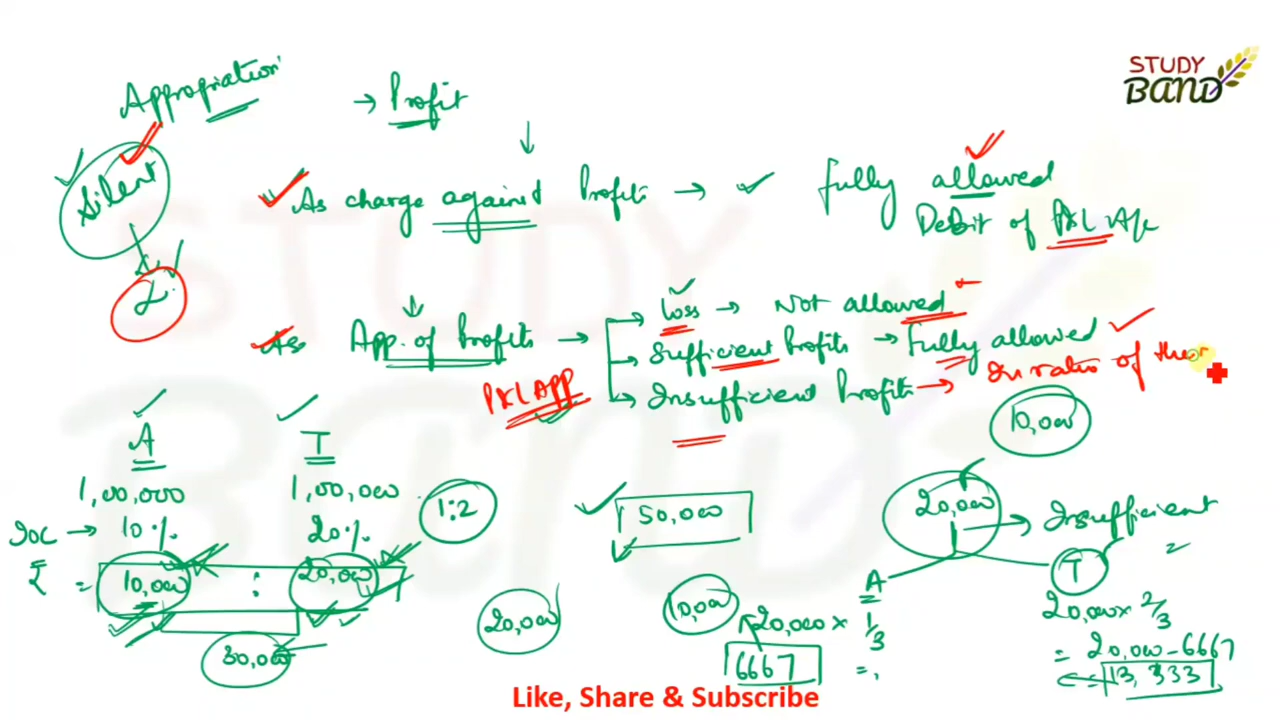 STUDY
BAND
Appropriation → Profit
Silent
As charge against Profit → Fully allowed
Debit of P&L A/c
L.
As App. of Profits →
Loss → Not allowed
Sufficient Profits → Fully allowed
Insufficient Profits → In ratio of their
P&L APP
10,000
A T
1,00,000 1,00,000
1:2
50,000
20,000 → Insufficient
IOC → 10% 20%
₹ = 10,000 : 20,000
A T
30,000
20,000
10,000
20,000 × 1/3
=,
6667
20,000 × 2/3
= 20,000 - 6667
13,333
Like, Share & Subscribe
STUDY
BAND